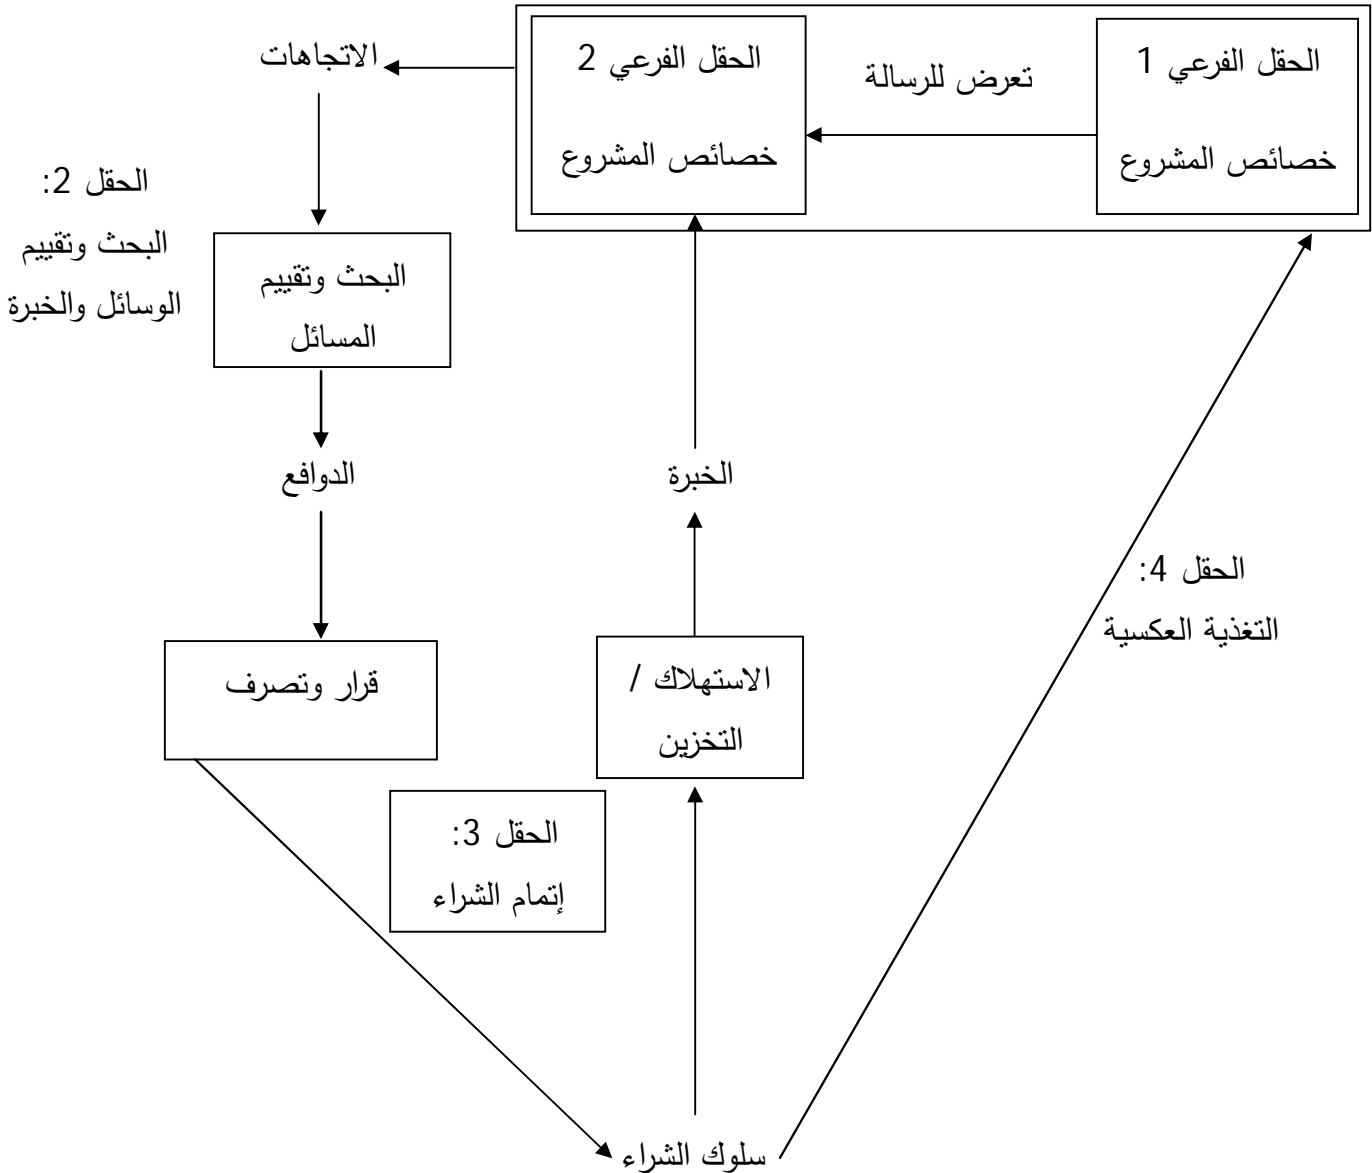 الحقل الفرعي 1
خصائص المشروع
تعرض للرسالة
الحقل الفرعي 2
خصائص المشروع
الاتجاهات
الحقل 2:
البحث وتقييم
الوسائل والخبرة
البحث وتقييم
المسائل
الدوافع
الخبرة
الحقل 4:
التغذية العكسية
قرار وتصرف
الاستهلاك /
التخزين
الحقل 3:
إتمام الشراء
سلوك الشراء